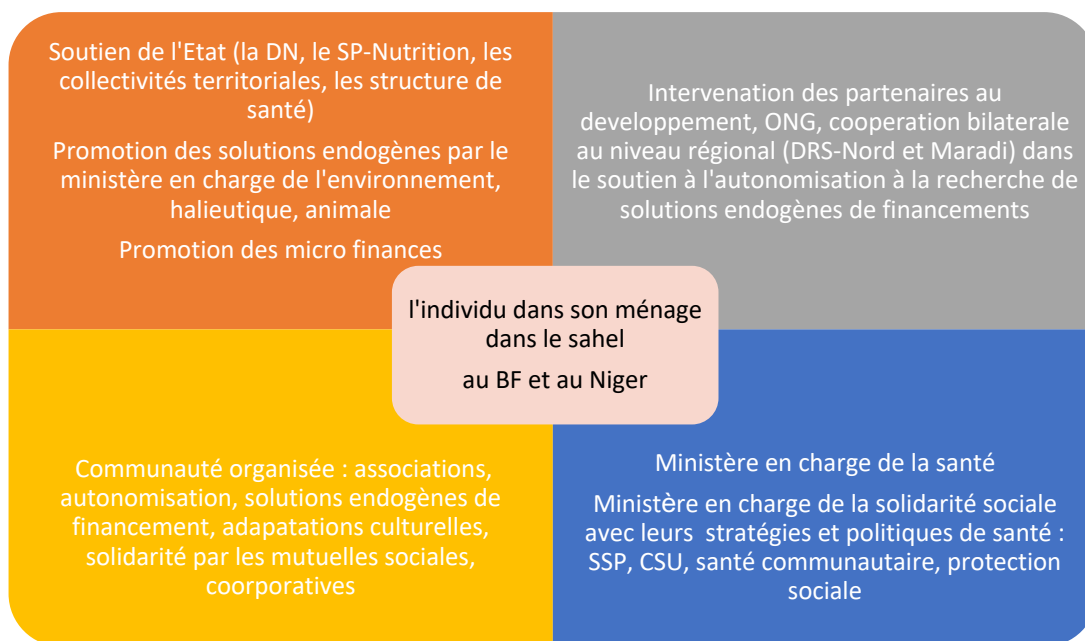 Soutien de l'Etat (la DN, le SP-Nutrition, les
collectivités territoriales, les structure de
santé)
Promotion des solutions endogènes par le
ministère en charge de l'environnement,
halieutique, animale
Promotion des micro finances
Intervenation des partenaires au
developpement, ONG, cooperation bilaterale
au niveau régional (DRS-Nord et Maradi) dans
le soutien à l'autonomisation à la recherche de
solutions endogènes de financements
l'individu dans son ménage
dans le sahel
au BF et au Niger
Communauté organisée : associations,
autonomisation, solutions endogènes de
financement, adapatations culturelles,
solidarité par les mutuelles sociales,
coorporatives
Ministère en charge de la santé
Ministère en charge de la solidarité sociale
avec leurs stratégies et politiques de santé :
SSP, CSU, santé communautaire, protection
sociale